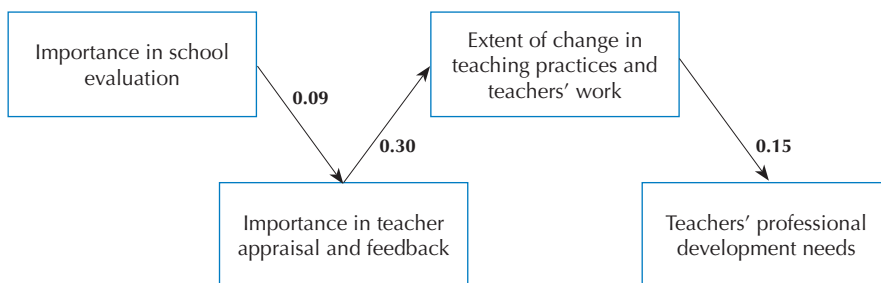 Importance in school
evaluation
0.09
Importance in teacher
appraisal and feedback
0.30
Extent of change in
teaching practices and
teachers’ work
0.15
Teachers’ professional
development needs